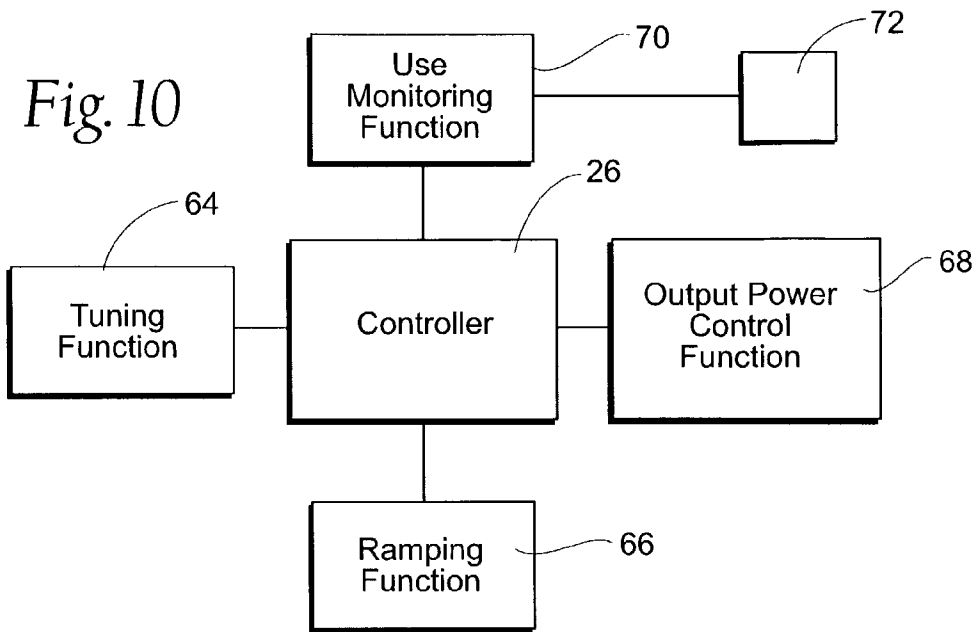 Fig. 10
70
72
Use
Monitoring
Function
26
64
68
Tuning
Function
Controller
Output Power
Control
Function
Ramping
Function
66